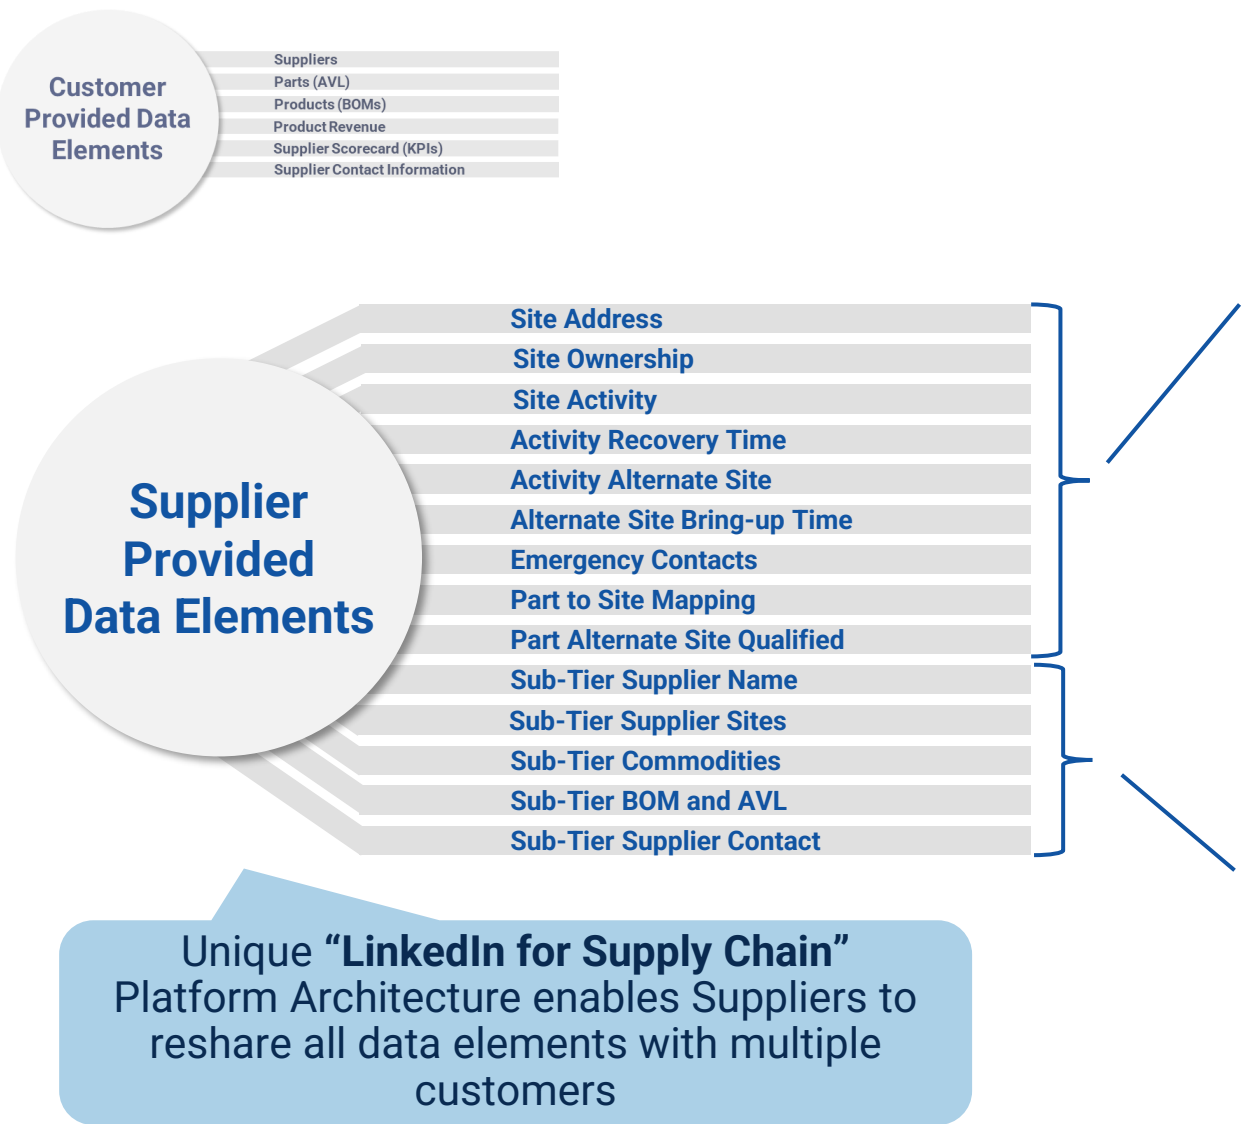 Customer
Provided Data
Elements
Suppliers
Parts (AVL)
Products (BOMs)
Product Revenue
Supplier Scorecard (KPIs)
Supplier Contact Information
Supplier
Provided
Data Elements
Site Address
Site Ownership
Site Activity
Activity Recovery Time
Activity Alternate Site
Alternate Site Bring-up Time
Emergency Contacts
Part to Site Mapping
Part Alternate Site Qualified
Sub-Tier Supplier Name
Sub-Tier Supplier Sites
Sub-Tier Commodities
Sub-Tier BOM and AVL
Sub-Tier Supplier Contact
Unique “LinkedIn for Supply Chain”
Platform Architecture enables Suppliers to
reshare all data elements with multiple
customers